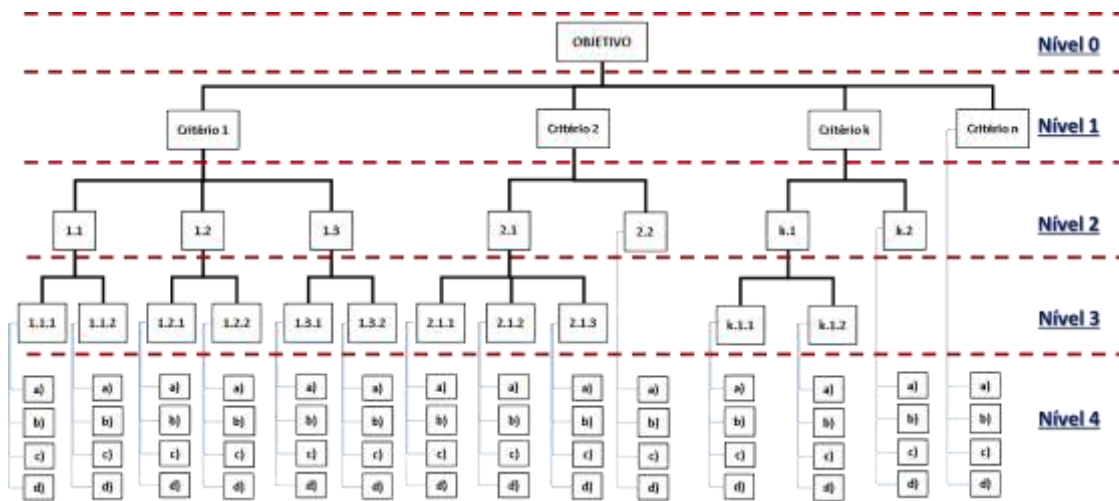 OBJETIVO
Nível 0
Critério 1
Critério 2
Critério k
Critério n
Nível 1
1.1
1.2
1.3
2.1
2.2
k.1
k.2
Nível 2
1.1.1
1.1.2
1.2.1
1.2.2
1.3.1
1.3.2
2.1.1
2.1.2
2.1.3
k.1.1
k.1.2
Nível 3
a) a) a) a) a) a) a) a) a) a) a) a) a) a)
b) b) b) b) b) b) b) b) b) b) b) b) b) b)
Nível 4
c) c) c) c) c) c) c) c) c) c) c) c) c) c)
d) d) d) d) d) d) d) d) d) d) d) d) d) d)